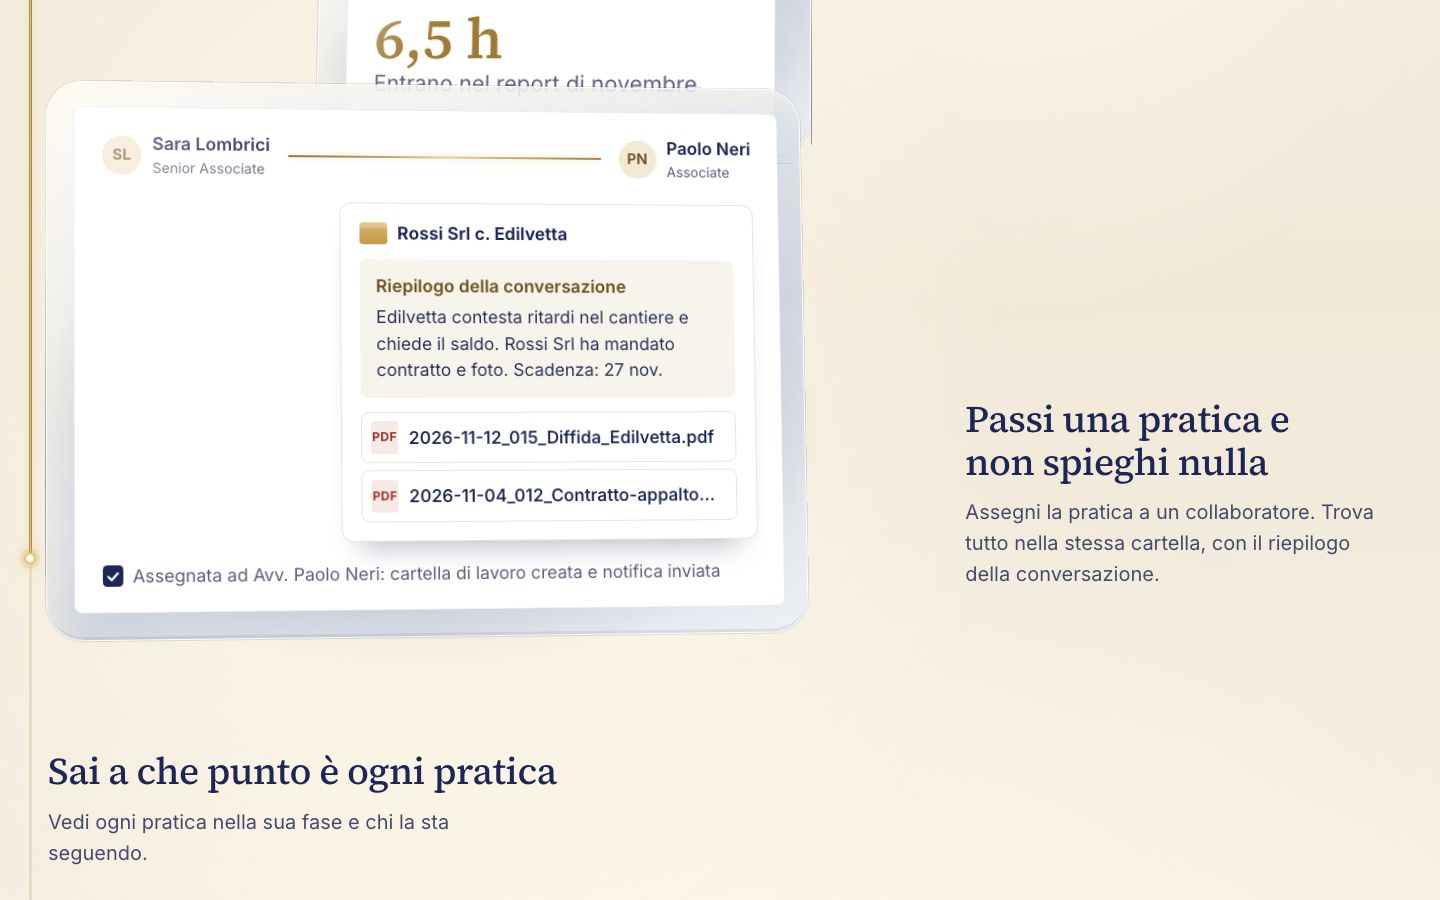 6,5 h
Entrano nel report di novembre.
SL
Sara Lombrici
Senior Associate
PN
Paolo Neri
Associate
Rossi Srl c. Edilvetta
Riepilogo della conversazione
Edilvetta contesta ritardi nel cantiere e
chiede il saldo. Rossi Srl ha mandato
contratto e foto. Scadenza: 27 nov.
PDF 2026-11-12_015_Diffida_Edilvetta.pdf
PDF 2026-11-04_012_Contratto-appalto...
Assegnata ad Avv. Paolo Neri: cartella di lavoro creata e notifica inviata
Passi una pratica e
non spieghi nulla
Assegni la pratica a un collaboratore. Trova
tutto nella stessa cartella, con il riepilogo
della conversazione.
Sai a che punto è ogni pratica
Vedi ogni pratica nella sua fase e chi la sta
seguendo.